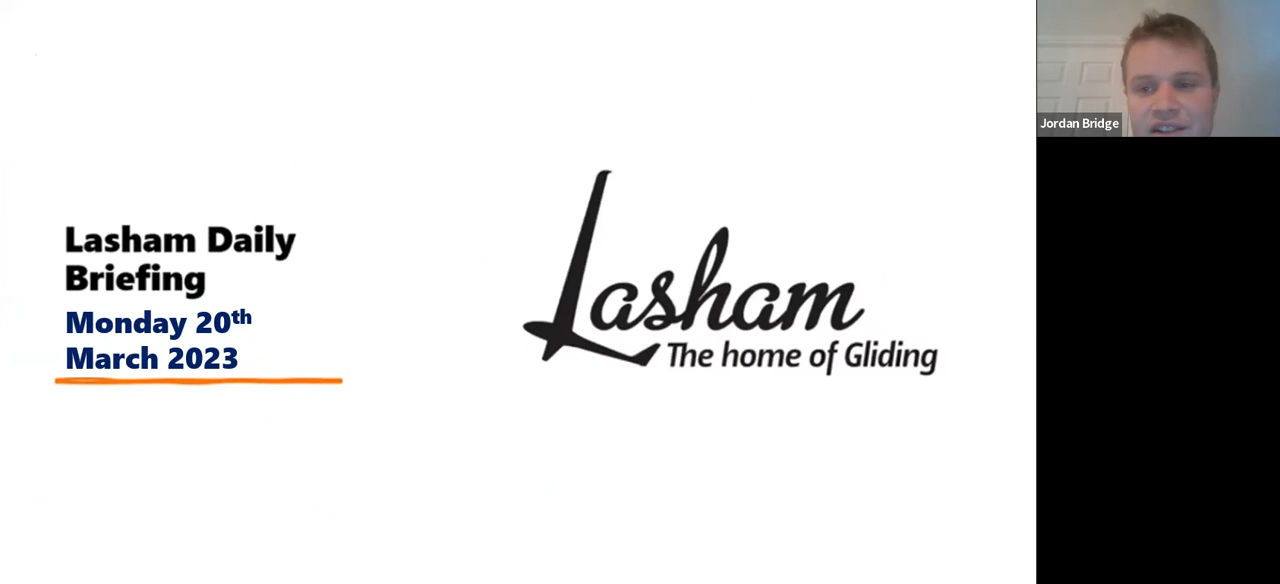 Lasham Daily
Briefing
Monday 20th
March 2023
Lasham
The home of Gliding
Jordan Bridge